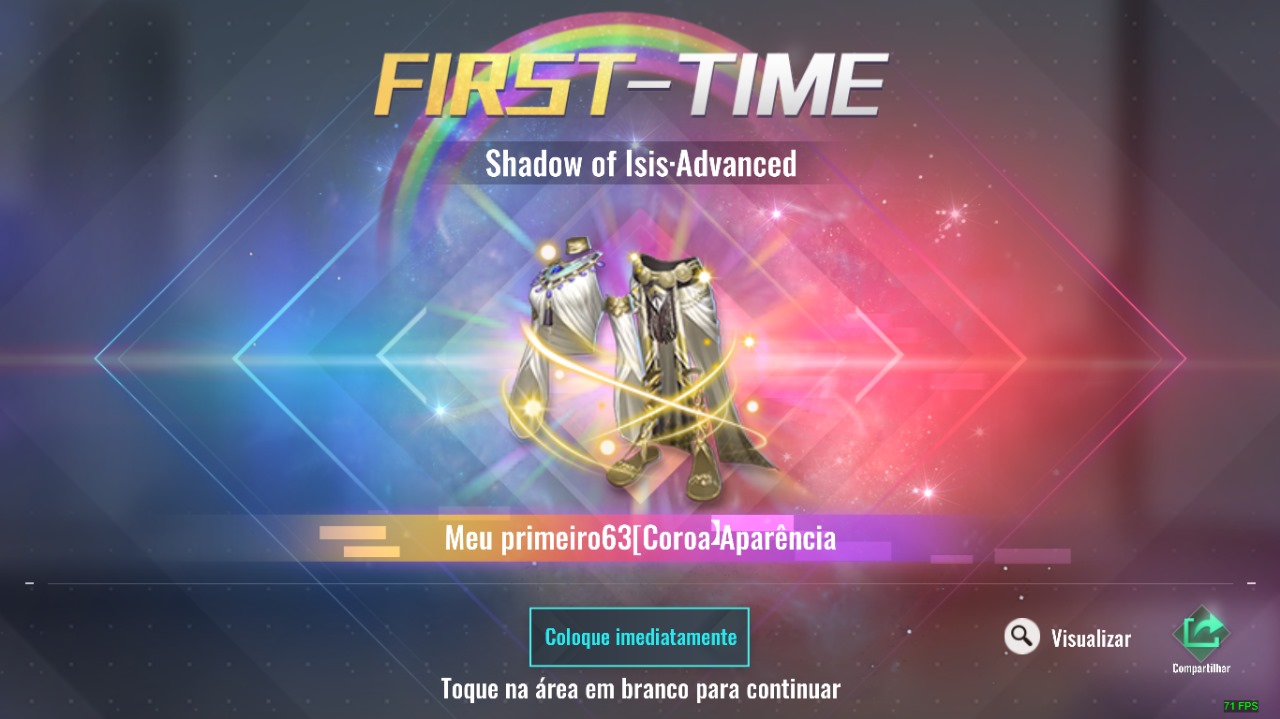 FIRST-TIME
Shadow of Isis·Advanced
Meu primeiro63[Coroa]Aparência
Coloque imediatamente
Visualizar
Compartilhar
Toque na área em branco para continuar
71 FPS